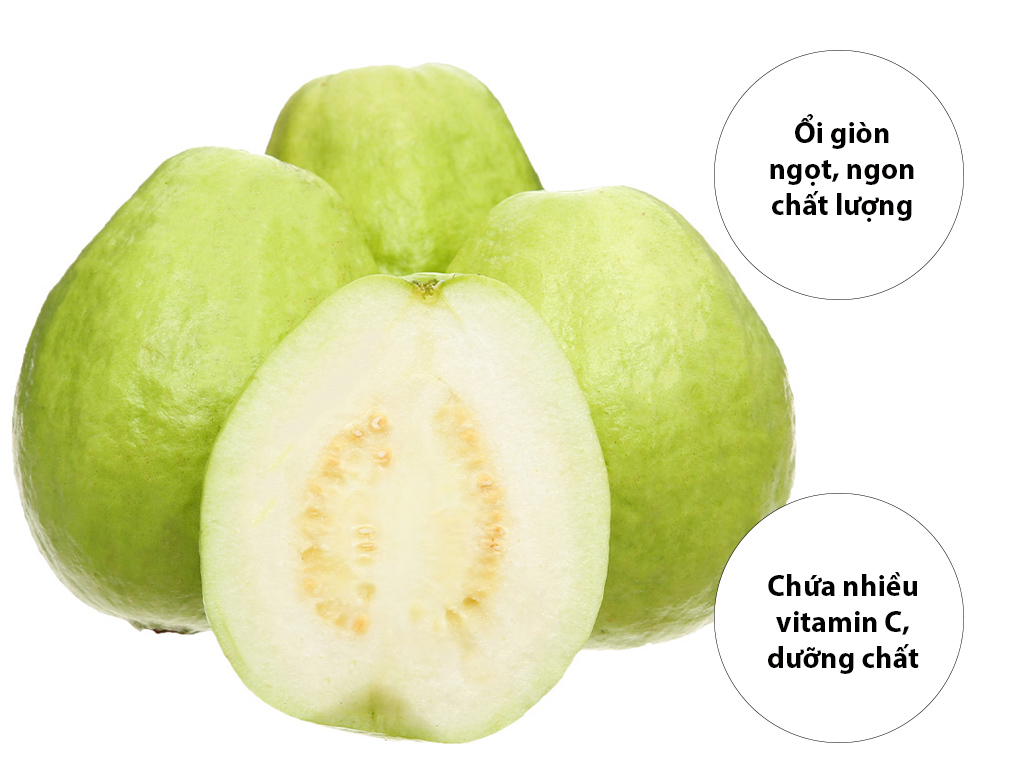 Ổi giòn
ngọt, ngon
chất lượng
Chứa nhiều
vitamin C,
dưỡng chất